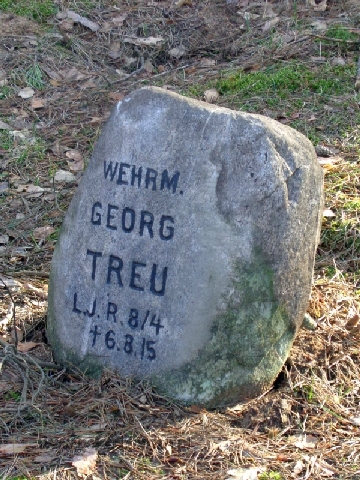 WEHRM.
GEORG
TREU
L.J.R. 8/4
† 6.8.15